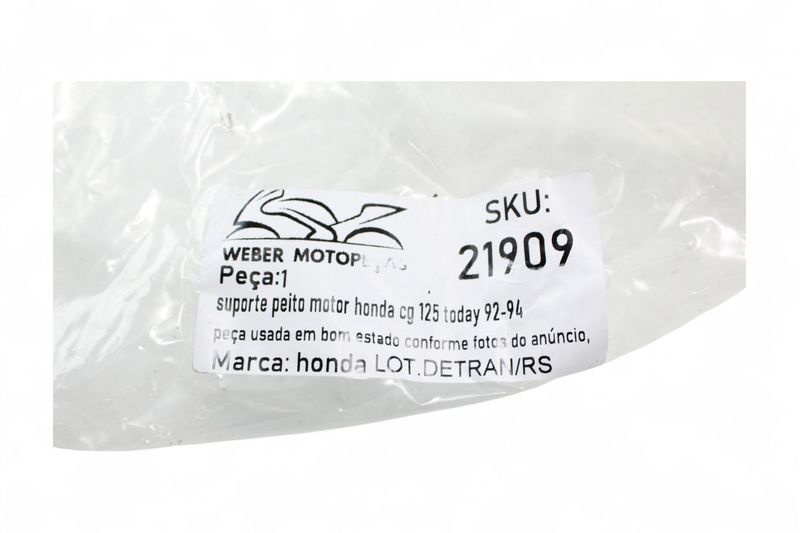 SKU:
21909
WEBER MOTOPEÇAS
Peça:1
suporte peito motor honda cg 125 today 92-94
peça usada em bom estado conforme fotos do anúncio,
Marca: honda LOT.DETRAN/RS